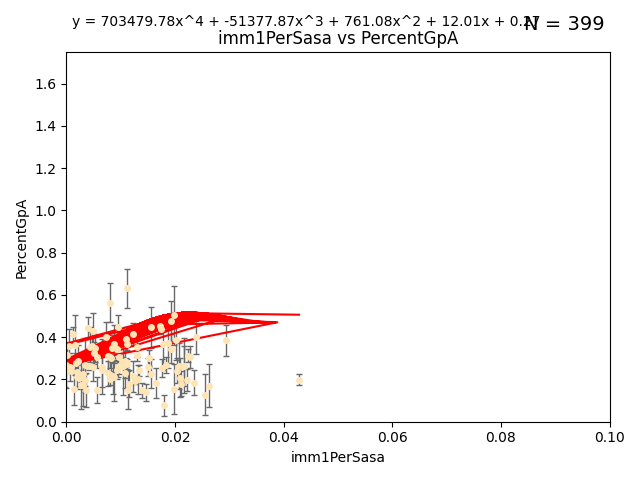 y = 703479.78x^4 + -51377.87x^3 + 761.08x^2 + 12.01x + 0.27
N = 399
imm1PerSasa vs PercentGpA
1.6
1.4
1.2
1.0
0.8
0.6
0.4
0.2
0.0
PercentGpA
0.00 0.02 0.04 0.06 0.08 0.10
imm1PerSasa